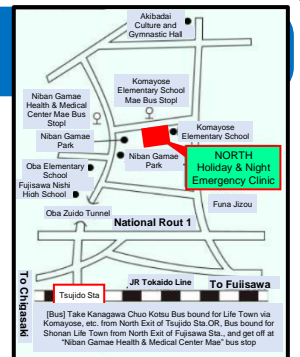 Akibadai
Culture and
Gymnastic Hall
Niban Gamae
Health & Medical
Center Mae Bus
Stopl
Komayose
Elementary School
Mae Bus Stopl
Niban Gamae
Park
Komayose
Elementary School
Niban Gamae
Park
NORTH
Holiday & Night
Emergency Clinic
Oba Elementary
School
Fujisawa Nishi
High School
Funa Jizou
Oba Zuido Tunnel
National Route 1
To Chigasaki
JR Tokaido Line
To Fujisawa
Tsujido Sta
[Bus] Take Kanagawa Chuo Kotsu Bus bound for Life Town via
Komayose, etc. from North Exit of Tsujido Sta.OR, Bus bound for
Shonan Life Town from North Exit of Fujisawa Sta., and get off at
"Niban Gamae Health & Medical Center Mae" bus
stop